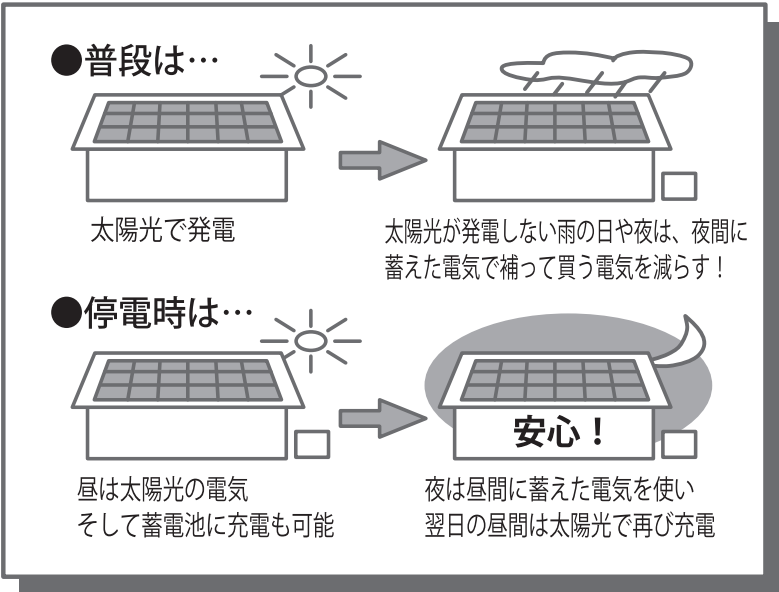 ●普段は…
太陽光で発電
太陽光が発電しない雨の日や夜は、夜間に
蓄えた電気で補って買う電気を減らす！
●停電時は…
安心！
昼は太陽光の電気
そして蓄電池に充電も可能
夜は昼間に蓄えた電気を使い
翌日の昼間は太陽光で再び充電